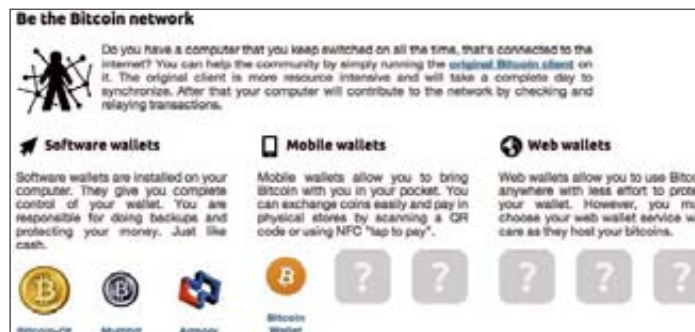 Be the Bitcoin network
Do you have a computer that you keep switched on all the time, that's connected to the
internet? You can help the community by simply running the original Bitcoin client on
it. The original client is more resource intensive and will take a complete day to
synchronize. After that your computer will contribute to the network by checking and
relaying transactions.
Software wallets
Software wallets are installed on your
computer. They give you complete
control of your wallet. You are
responsible for doing backups and
protecting your money. Just like
cash.
Mobile wallets
Mobile wallets allow you to bring
Bitcoin with you in your pocket. You
can exchange coins easily and pay in
physical stores by scanning a QR
code or using NFC "tap to pay".
Web wallets
Web wallets allow you to use Bitco
anywhere with less effort to prot
your wallet. However, you mu
choose your web wallet service w
care as they host your bitcoins.
Bitcoin-Qt
Multibit
Armory
Bitcoin
Wallet
? ? ? ? ?